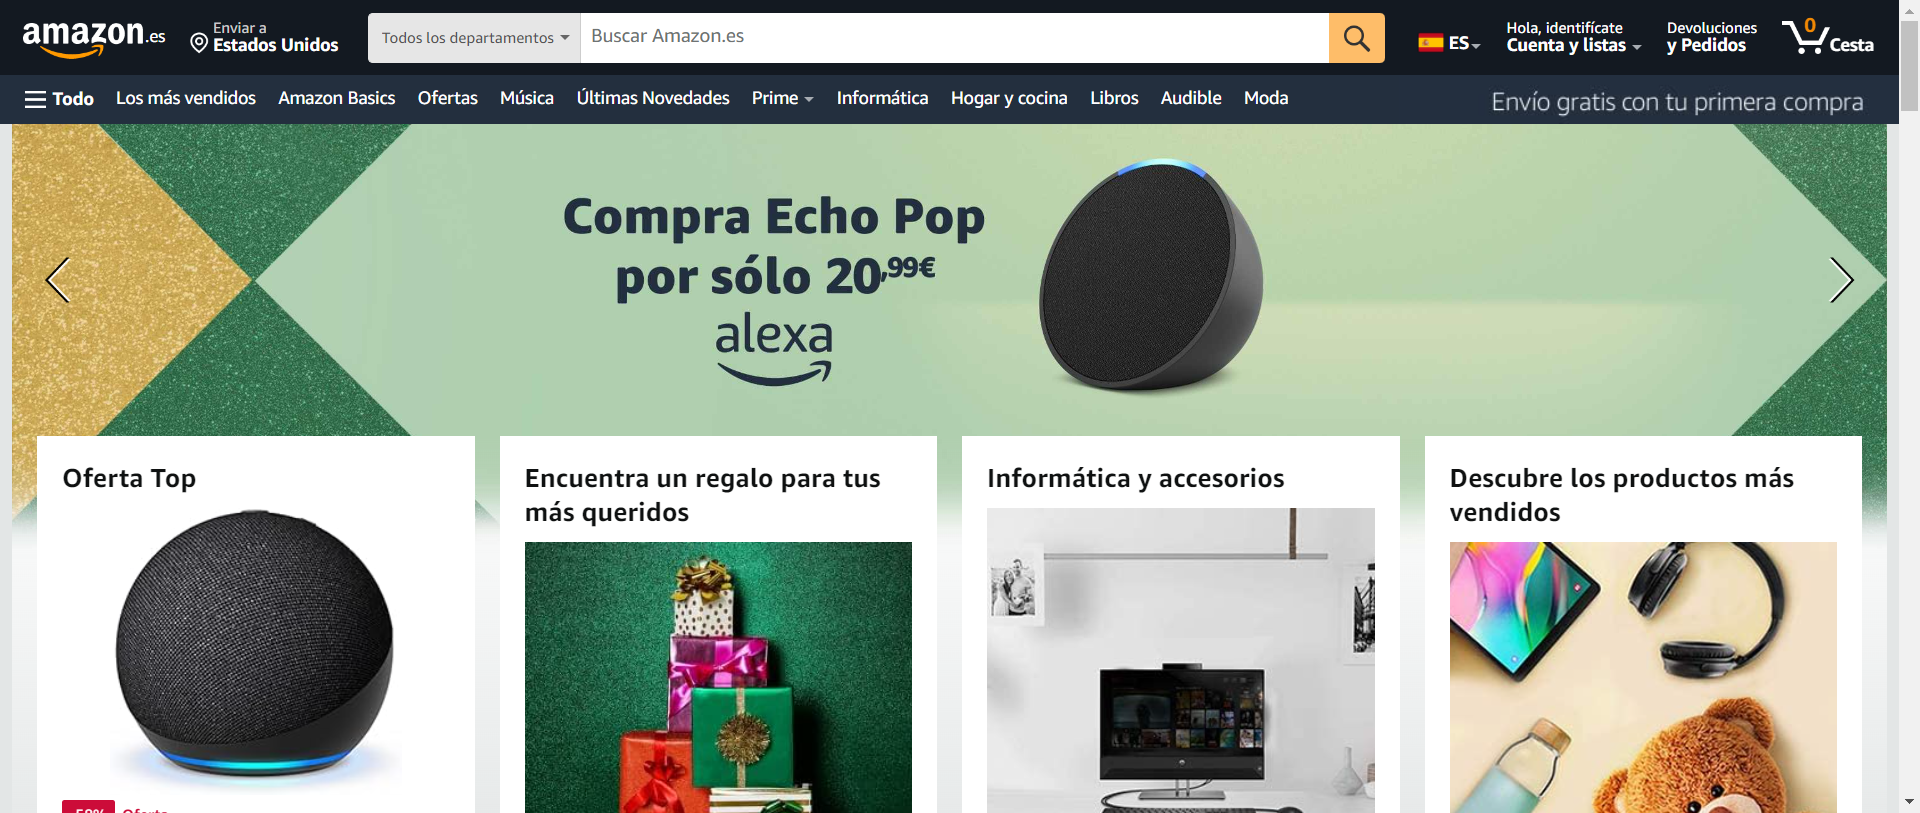 amazon.es
Enviar a
Estados Unidos
Todos los departamentos
Buscar Amazon.es
ES
Hola, identifícate
Cuenta y listas
Devoluciones
y Pedidos
0
Cesta
Todo
Los más vendidos
Amazon Basics
Ofertas
Música
Últimas Novedades
Prime
Informática
Hogar y cocina
Libros
Audible
Moda
Envío gratis con tu primera compra
Compra Echo Pop
por sólo 20,99€
alexa
Oferta Top
Encuentra un regalo para tus
más queridos
Informática y accesorios
Descubre los productos más
vendidos